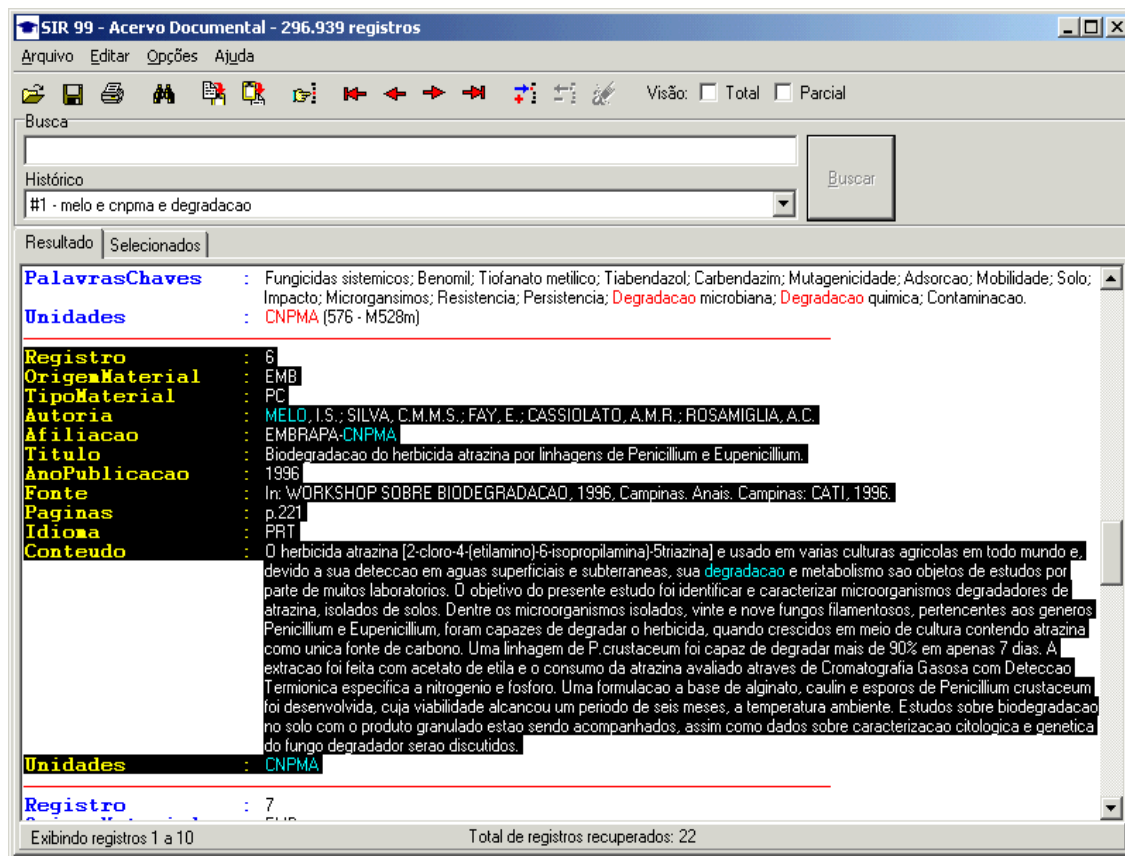 SIR 99 - Acervo Documental - 296.939 registros
Arquivo Editar Opções Ajuda
Visão: Total Parcial
Busca
Histórico
Buscar
#1 - melo e cnpma e degradacao
Resultado Selecionados
PalavrasChaves : Fungicidas sistemicos; Benomil; Tiofanato metilico; Tiabendazol; Carbendazim; Mutagenicidade; Adsorcao; Mobilidade; Solo;
Impacto; Microrgansimos; Resistencia; Persistencia; Degradacao microbiana; Degradacao quimica; Contaminacao.
Unidades : CNPMA (576 - M528m)
Registro : 6
OrigemMaterial : EMB
TipoMaterial : PC
Autoria : MELO, I.S.; SILVA, C.M.M.S.; FAY, E.; CASSIOLATO, A.M.R.; ROSAMIGLIA, A.C.
Afiliacao : EMBRAPA-CNPMA
Titulo : Biodegradacao do herbicida atrazina por linhagens de Penicillium e Eupenicillium.
AnoPublicacao : 1996
Fonte : In: WORKSHOP SOBRE BIODEGRADACAO, 1996, Campinas. Anais. Campinas: CATI, 1996.
Paginas : p.221
Idioma : PRT
Conteudo : O herbicida atrazina [2-cloro-4-(etilamino)-6-isopropilamina)-5triazina] e usado em varias culturas agricolas em todo mundo e,
devido a sua deteccao em aguas superficiais e subterraneas, sua degradacao e metabolismo sao objetos de estudos por
parte de muitos laboratorios. O objetivo do presente estudo foi identificar e caracterizar microorganismos degradadores de
atrazina, isolados de solos. Dentre os microorganismos isolados, vinte e nove fungos filamentosos, pertencentes aos generos
Penicillium e Eupenicillium, foram capazes de degradar o herbicida, quando crescidos em meio de cultura contendo atrazina
como unica fonte de carbono. Uma linhagem de P.crustaceum foi capaz de degradar mais de 90% em apenas 7 dias. A
extracao foi feita com acetato de etila e o consumo da atrazina avaliado atraves de Cromatografia Gasosa com Deteccao
Termionica especifica a nitrogenio e fosforo. Uma formulacao a base de alginato, caulin e esporos de Penicillium crustaceum
foi desenvolvida, cuja viabilidade alcancou um periodo de seis meses, a temperatura ambiente. Estudos sobre biodegradacao
no solo com o produto granulado estao sendo acompanhados, assim como dados sobre caracterizacao citologica e genetica
do fungo degradador serao discutidos.
Unidades : CNPMA
Registro : 7
Exibindo registros 1 a 10 Total de registros recuperados: 22